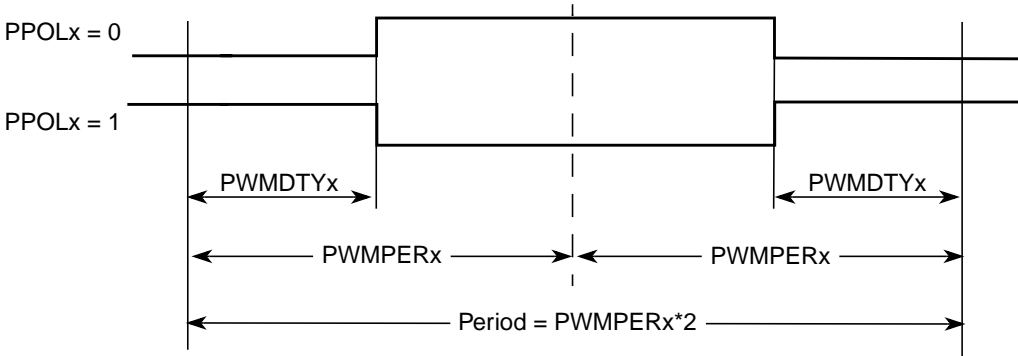 PPOLx = 0
PPOLx = 1
PWMDTYx PWMDTYx
PWMPERx PWMPERx
Period = PWMPERx*2